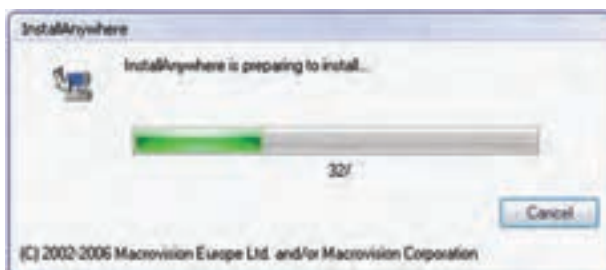 InstallAnywhere
InstallAnywhere is preparing to install...
32%
Cancel
(C) 2002-2006 Macrovision Europe Ltd. and/or Macrovision Corporation